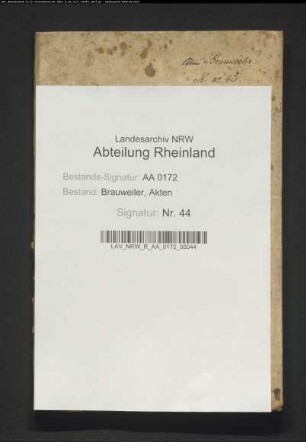 Landesarchiv NRW
Abteilung Rheinland
Bestands-Signatur: AA 0172
Bestand: Brauweiler, Akten
Signatur: Nr. 44
LAV_NRW_R_AA_0172_00044